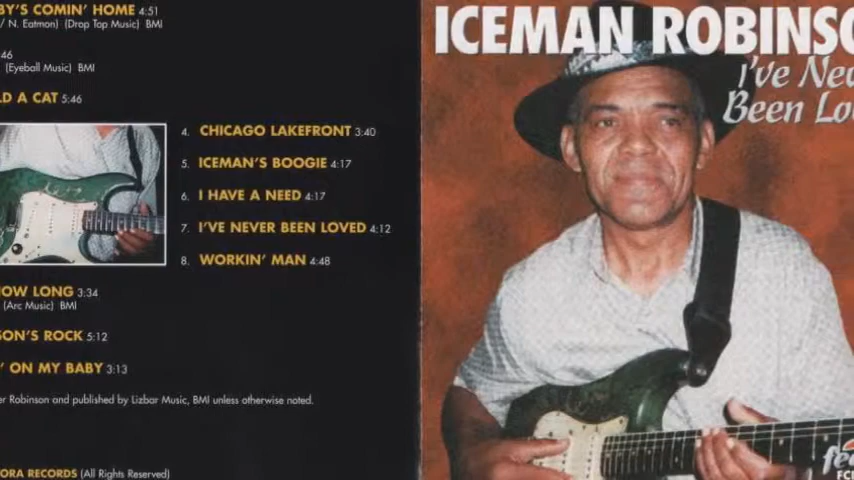 BY'S COMIN' HOME 4:51
/ N. Eatmon) (Drop Top Music) BMI
:46
(Eyeball Music) BMI
D A CAT 5:46
4. CHICAGO LAKEFRONT 3:40
5. ICEMAN'S BOOGIE 4:17
6. I HAVE A NEED 4:17
7. I'VE NEVER BEEN LOVED 4:12
8. WORKIN' MAN 4:48
OW LONG 3:34
(Arc Music) BMI
SON'S ROCK 5:12
' ON MY BABY 3:13
er Robinson and published by Lizbar Music, BMI unless otherwise noted.
ORA RECORDS (All Rights Reserved)
ICEMAN ROBINSO
I've Neve
Been Lo